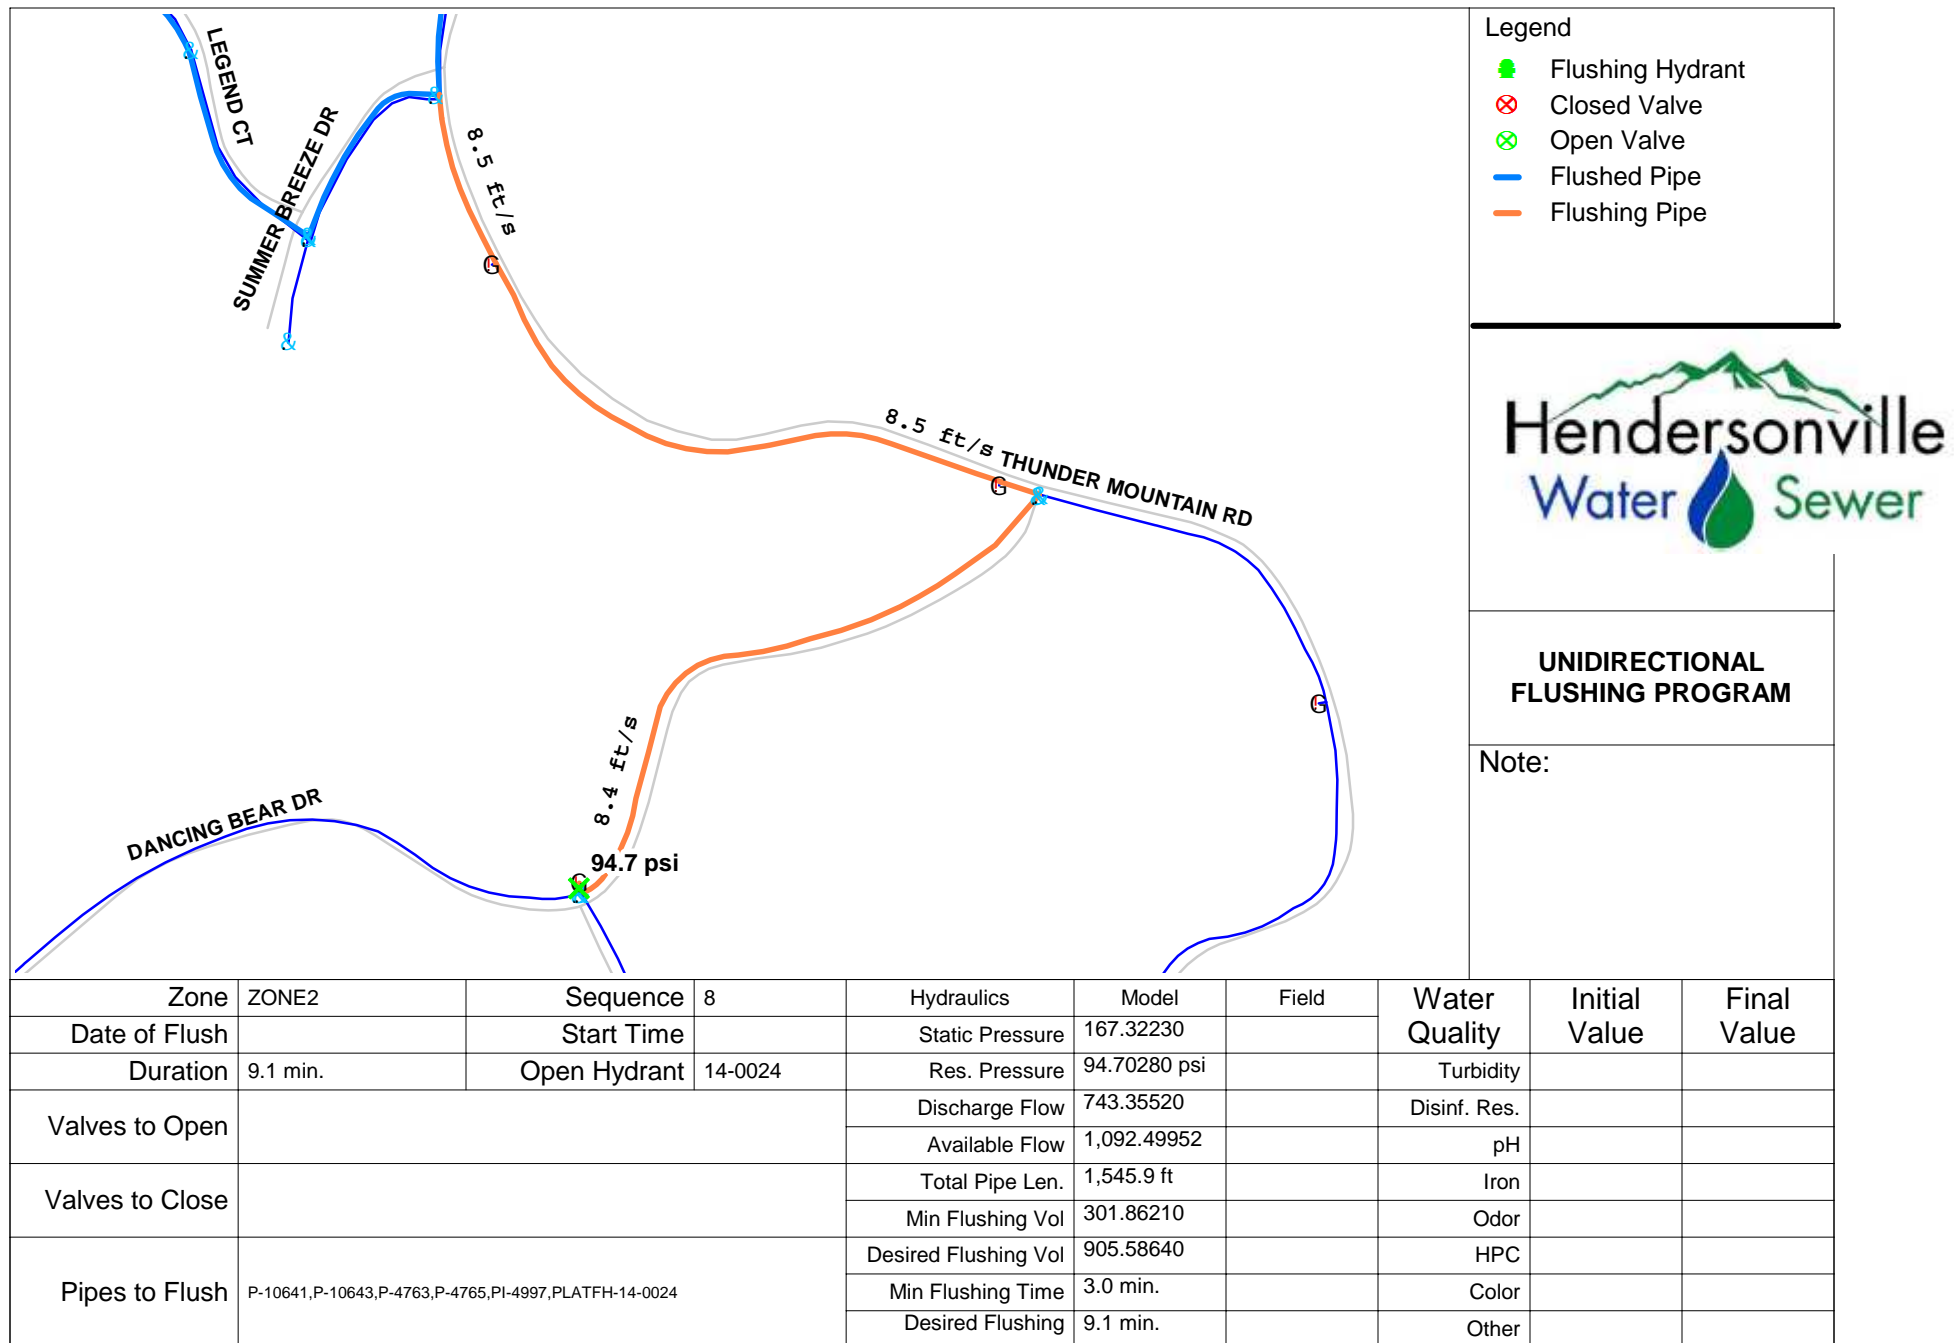 LEGEND CT
SUMMER BREEZE DR
8.5 ft/s
8.5 ft/s
THUNDER MOUNTAIN RD
8.4 ft/s
94.7 psi
DANCING BEAR DR
G
G
G
G
&
&
&
&
&
Legend
Flushing Hydrant
Closed Valve
Open Valve
Flushed Pipe
Flushing Pipe
Hendersonville
Water Sewer
UNIDIRECTIONAL
FLUSHING PROGRAM
Note:
Zone ZONE2 Sequence 8
Date of Flush Start Time
Duration 9.1 min. Open Hydrant 14-0024
Valves to Open
Valves to Close
Pipes to Flush P-10641,P-10643,P-4763,P-4765,PI-4997,PLATFH-14-0024
Hydraulics Model Field
Static Pressure 167.32230
Res. Pressure 94.70280 psi
Discharge Flow 743.35520
Available Flow 1,092.49952
Total Pipe Len. 1,545.9 ft
Min Flushing Vol 301.86210
Desired Flushing Vol 905.58640
Min Flushing Time 3.0 min.
Desired Flushing 9.1 min.
Water Quality Initial Value Final Value
Turbidity
Disinf. Res.
pH
Iron
Odor
HPC
Color
Other